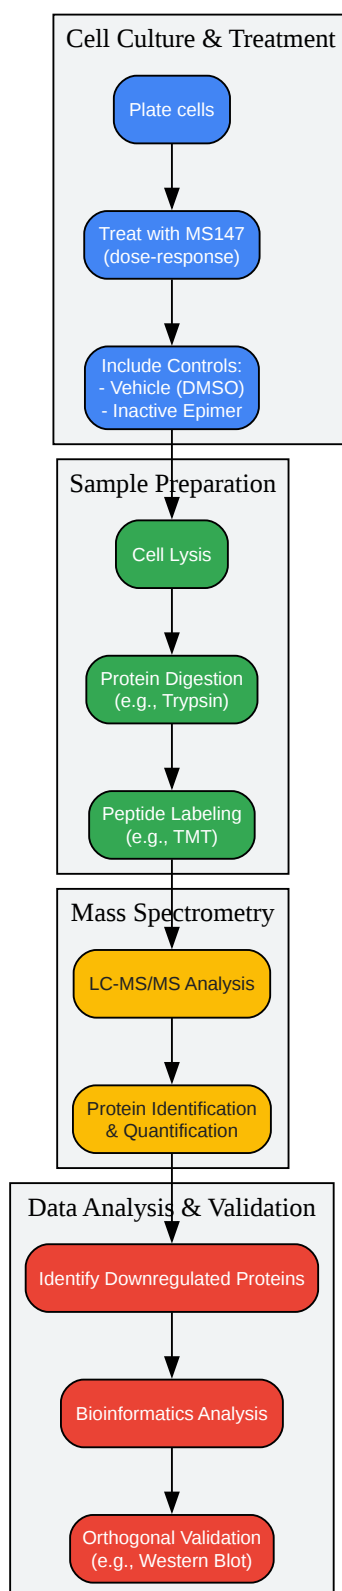 Cell Culture & Treatment
Plate cells
Treat with MS147
(dose-response)
Include Controls:
- Vehicle (DMSO)
- Inactive Epimer
Sample Preparation
Cell Lysis
Protein Digestion
(e.g., Trypsin)
Peptide Labeling
(e.g., TMT)
Mass Spectrometry
LC-MS/MS Analysis
Protein Identification
& Quantification
Data Analysis & Validation
Identify Downregulated Proteins
Bioinformatics Analysis
Orthogonal Validation
(e.g., Western Blot)